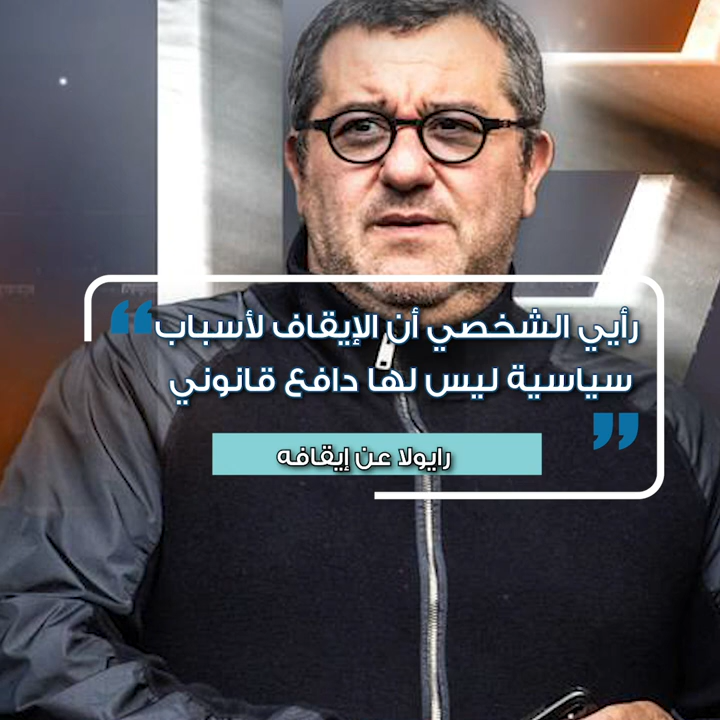 رأيي الشخصي أن الإيقاف لأسباب
سياسية ليس لها دافع قانوني
رايولا عن إيقافه